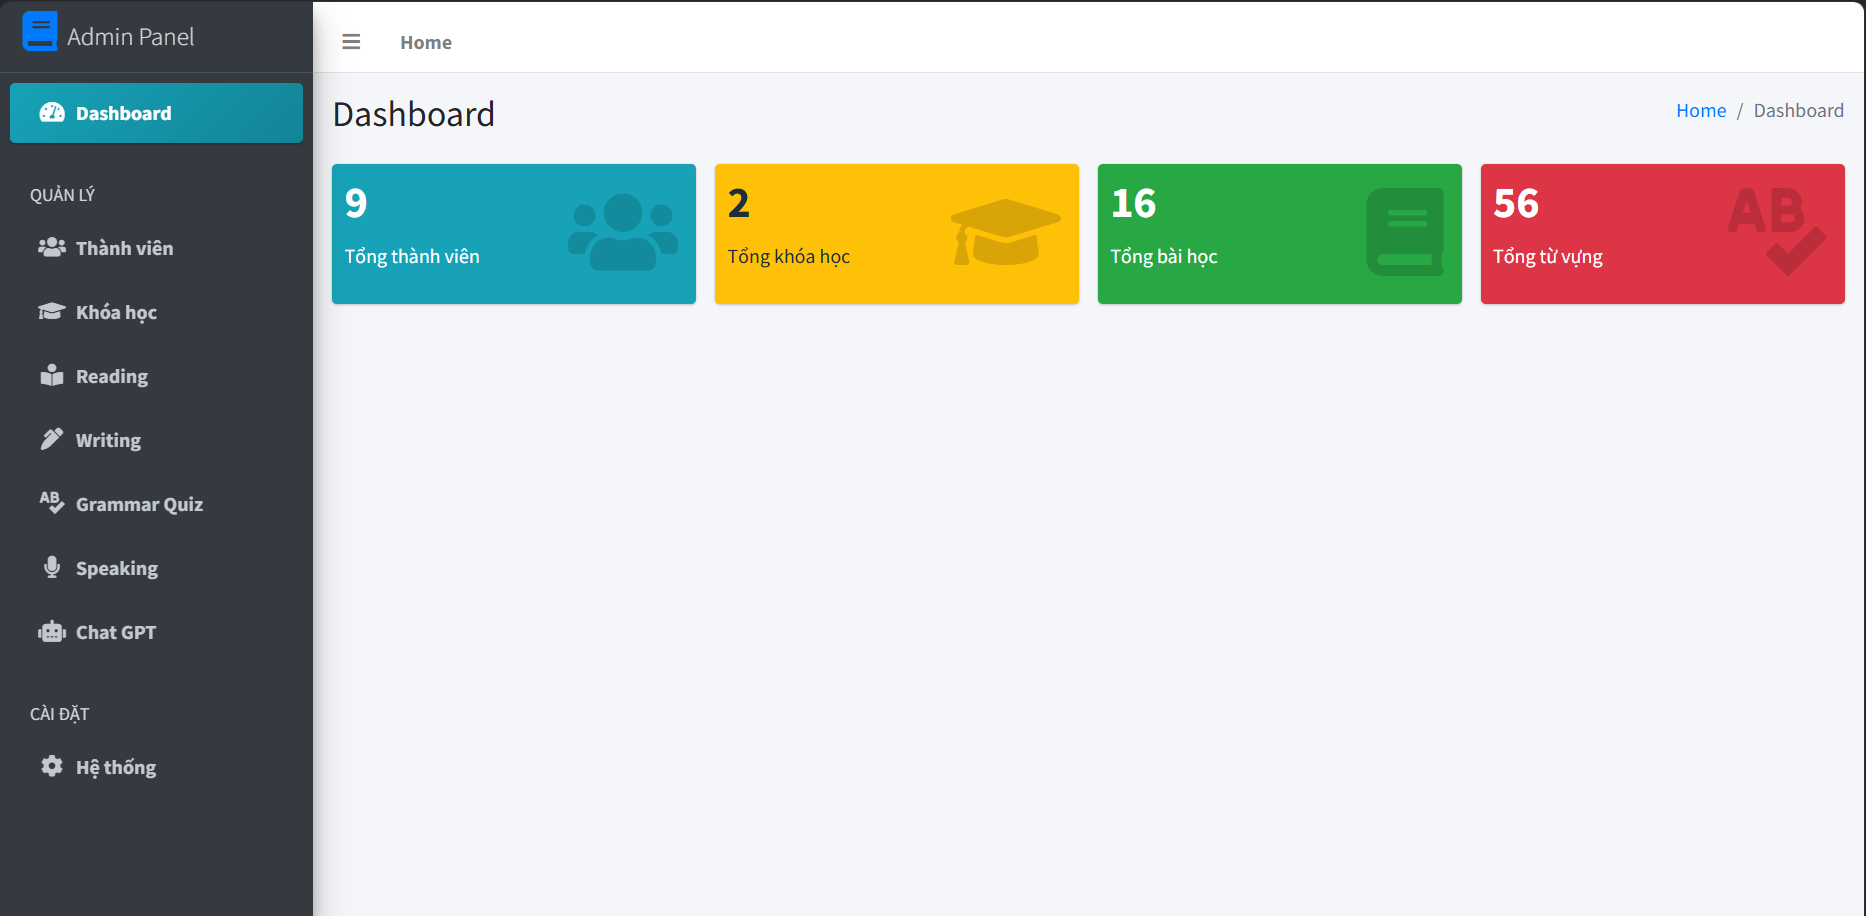 Admin Panel
Home
Dashboard
QUẢN LÝ
Thành viên
Khóa học
Reading
Writing
AB
Grammar Quiz
Speaking
Chat GPT
CÀI ĐẶT
Hệ thống
Dashboard
Home / Dashboard
9
Tổng thành viên
2
Tổng khóa học
16
Tổng bài học
56
Tổng từ vựng
AB